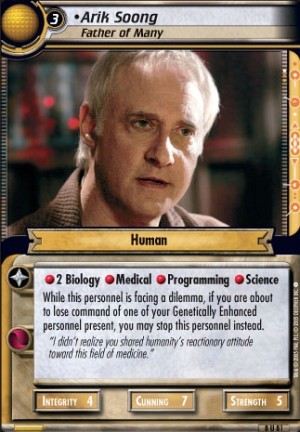 3
•Arik Soong
Father of Many
Human
2 Biology Medical Programming Science
While this personnel is facing a dilemma, if you are about
to lose command of one of your Genetically Enhanced
personnel present, you may stop this personnel instead.
"I didn't realize you shared humanity's reactionary attitude
toward this field of medicine."
INTEGRITY 4 CUNNING 7 STRENGTH 5